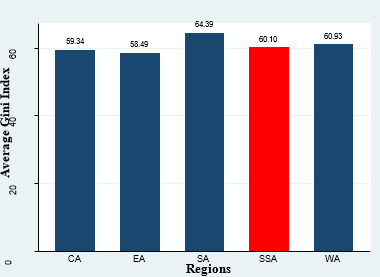 64.39
59.34
58.49
60.10
60.93
Average Gini Index
60
40
20
0
CA
EA
SA
SSA
WA
Regions